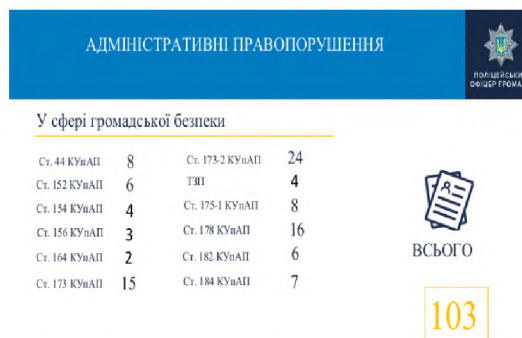 АДМІНІСТРАТИВНІ ПРАВОПОРУШЕННЯ
ПОЛІЦЕЙСЬКИ
ОФІЦЕР ГРОМА
У сфері громадської безпеки
Ст. 44 КУпАП 8
Ст. 152 КУпАП 6
Ст. 154 КУпАП 4
Ст. 156 КУпАП 3
Ст. 164 КУпАП 2
Ст. 173 КУпАП 15
Ст. 173-2 КУпАП 24
ТЗП 4
Ст. 175-1 КУпАП 8
Ст. 178 КУпАП 16
Ст. 182 КУпАП 6
Ст. 184 КУпАП 7
ВСЬОГО
103